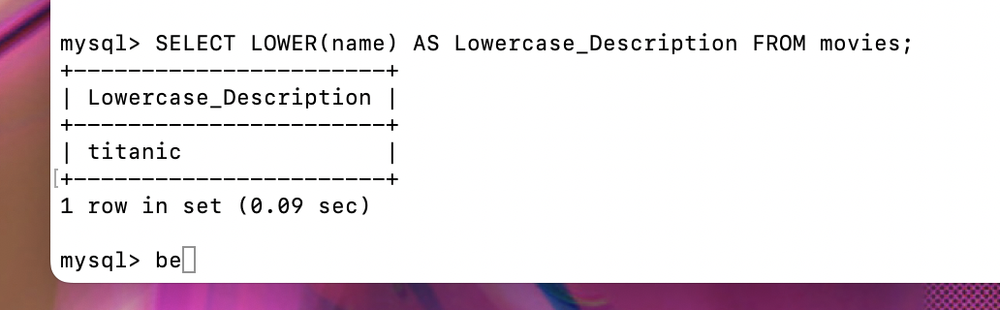 mysql> SELECT LOWER(name) AS Lowercase_Description FROM movies;
+-----------------------+
| Lowercase_Description |
+-----------------------+
| titanic               |
+-----------------------+
1 row in set (0.09 sec)
mysql> be